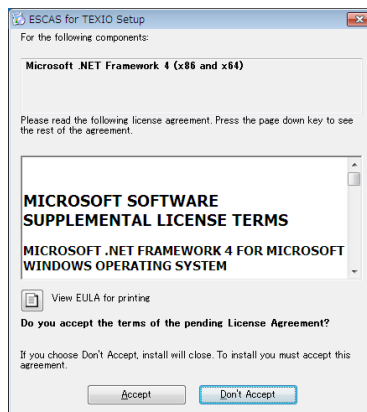 ESCAS for TEXIO Setup
For the following components:
Microsoft .NET Framework 4 (x86 and x64)
Please read the following license agreement. Press the page down key to see
the rest of the agreement.
MICROSOFT SOFTWARE
SUPPLEMENTAL LICENSE TERMS
MICROSOFT .NET FRAMEWORK 4 FOR MICROSOFT
WINDOWS OPERATING SYSTEM
View EULA for printing
Do you accept the terms of the pending License Agreement?
If you choose Don't Accept, install will close. To install you must accept this
agreement.
Accept
Don't Accept